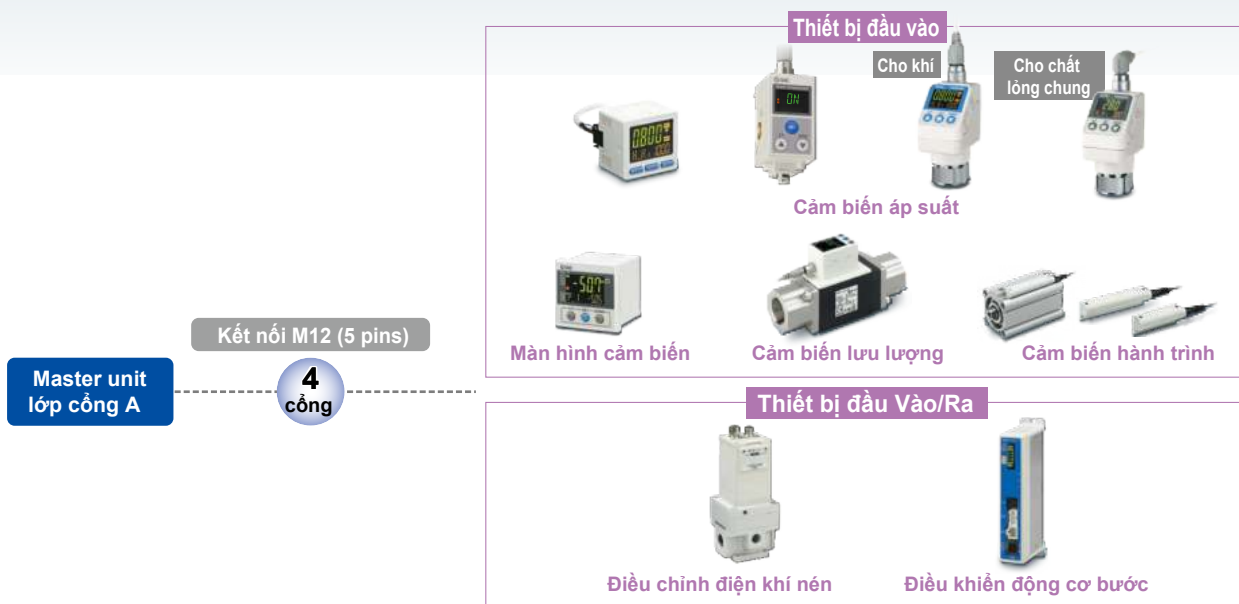 Thiết bị đầu vào
Cho khí
Cho chất
lỏng chung
Cảm biến áp suất
Màn hình cảm biến
Cảm biến lưu lượng
Cảm biến hành trình
Kết nối M12 (5 pins)
Master unit
lớp cổng A
4
cổng
Thiết bị đầu Vào/Ra
Điều chỉnh điện khí nén
Điều khiển động cơ bước